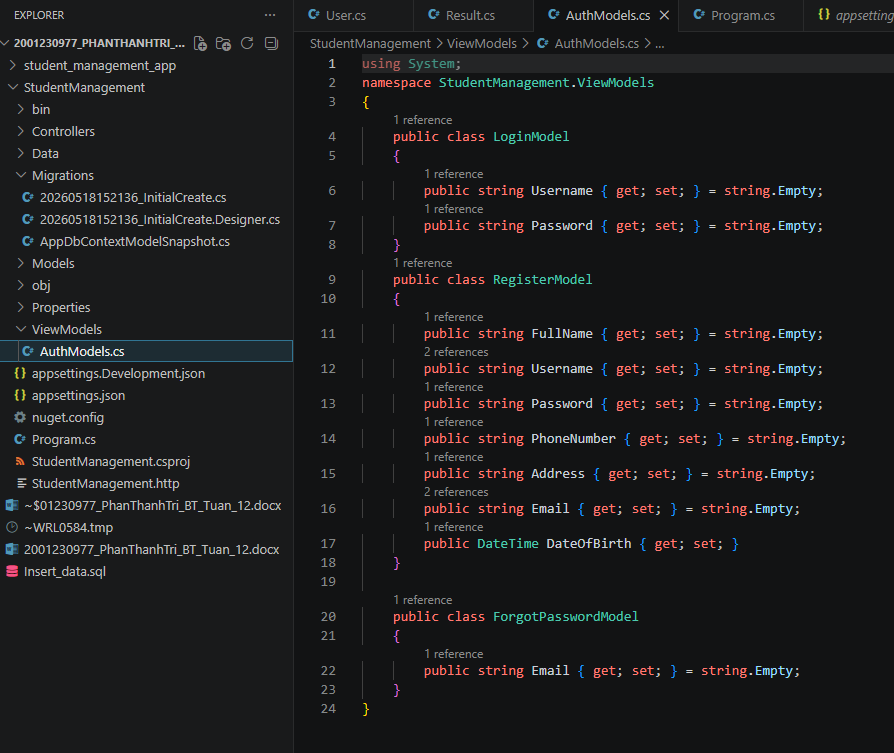 EXPLORER
2001230977_PHANTHANHTRI_...
student_management_app
StudentManagement
bin
Controllers
Data
Migrations
20260518152136_InitialCreate.cs
20260518152136_InitialCreate.Designer.cs
AppDbContextModelSnapshot.cs
Models
obj
Properties
ViewModels
AuthModels.cs
appsettings.Development.json
appsettings.json
nuget.config
Program.cs
StudentManagement.csproj
StudentManagement.http
~$01230977_PhanThanhTri_BT_Tuan_12.docx
~WRL0584.tmp
2001230977_PhanThanhTri_BT_Tuan_12.docx
Insert_data.sql
User.cs Result.cs AuthModels.cs Program.cs appsetting
StudentManagement > ViewModels > AuthModels.cs > ...
1 using System;
2 namespace StudentManagement.ViewModels
3 {
1 reference
4 public class LoginModel
5 {
1 reference
6 public string Username { get; set; } = string.Empty;
1 reference
7 public string Password { get; set; } = string.Empty;
8 }
1 reference
9 public class RegisterModel
10 {
1 reference
11 public string FullName { get; set; } = string.Empty;
2 references
12 public string Username { get; set; } = string.Empty;
1 reference
13 public string Password { get; set; } = string.Empty;
1 reference
14 public string PhoneNumber { get; set; } = string.Empty;
1 reference
15 public string Address { get; set; } = string.Empty;
2 references
16 public string Email { get; set; } = string.Empty;
1 reference
17 public DateTime DateOfBirth { get; set; }
18 }
19
1 reference
20 public class ForgotPasswordModel
21 {
1 reference
22 public string Email { get; set; } = string.Empty;
23 }
24 }